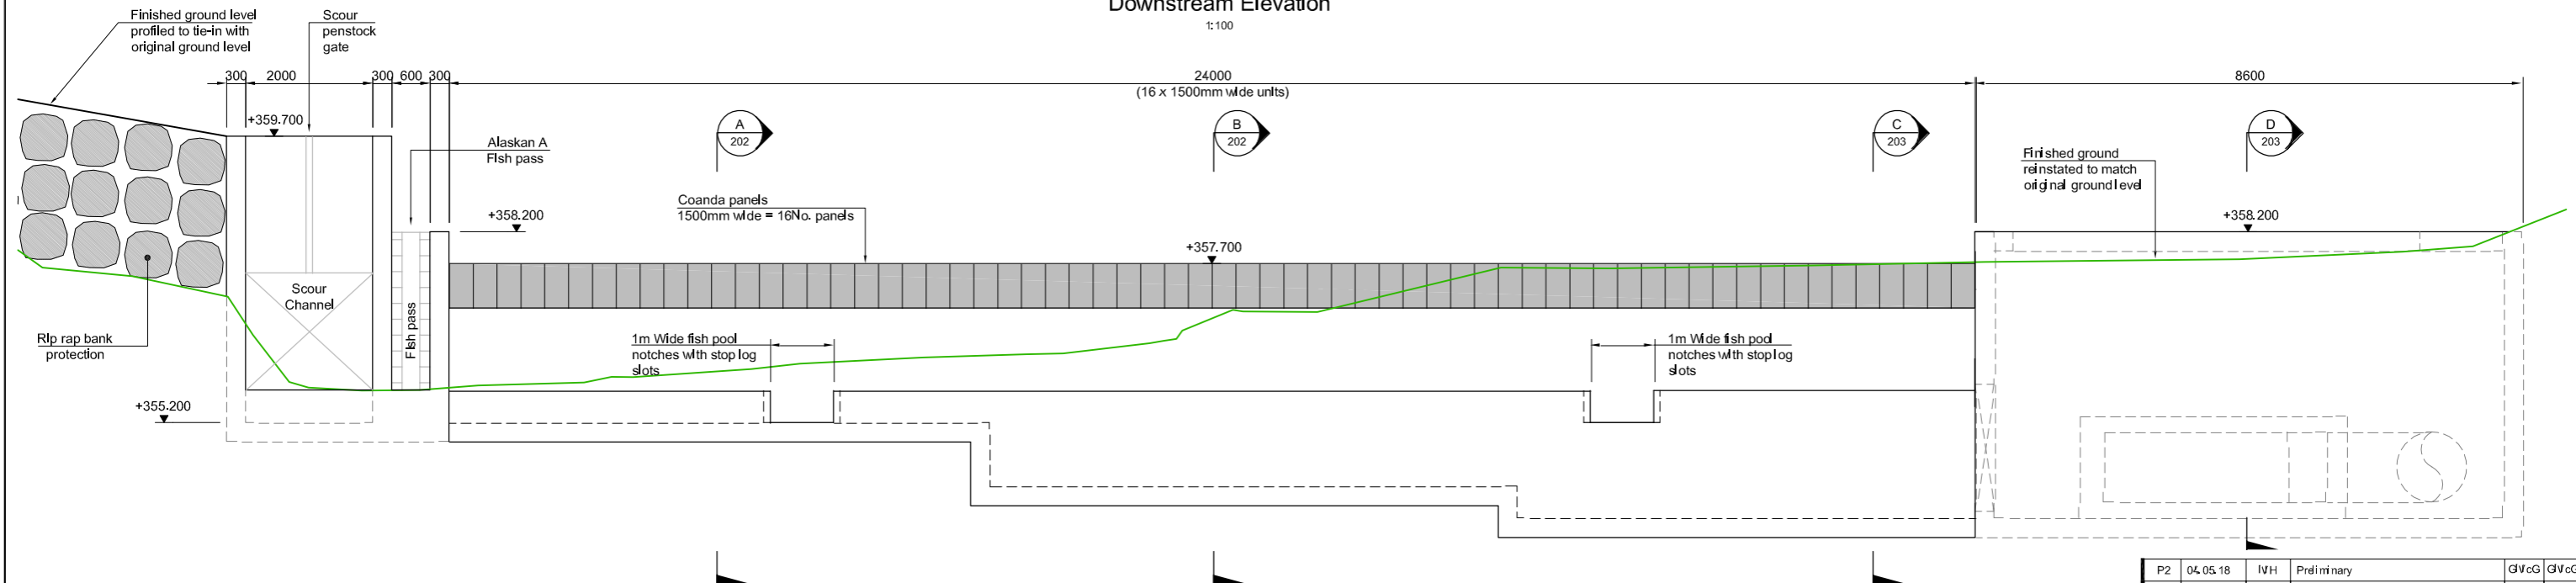 Downstream Elevation
1:100
Finished ground level
profiled to tie-in with
original ground level
Scour
penstock
gate
300
2000
300
600
300
24000
(16 x 1500mm wide units)
8600
+359.700
A
202
B
202
C
203
D
203
Alaskan A
Fish pass
+358.200
Coanda panels
1500mm wide = 16No. panels
+357.700
Finished ground
reinstated to match
original ground level
+358.200
Scour
Channel
Fish pass
Rip rap bank
protection
1m Wide fish pool
notches with stop log
slots
1m Wide fish pool
notches with stop log
slots
+355.200
P2 04.05.18 IVH Preliminary GMcG